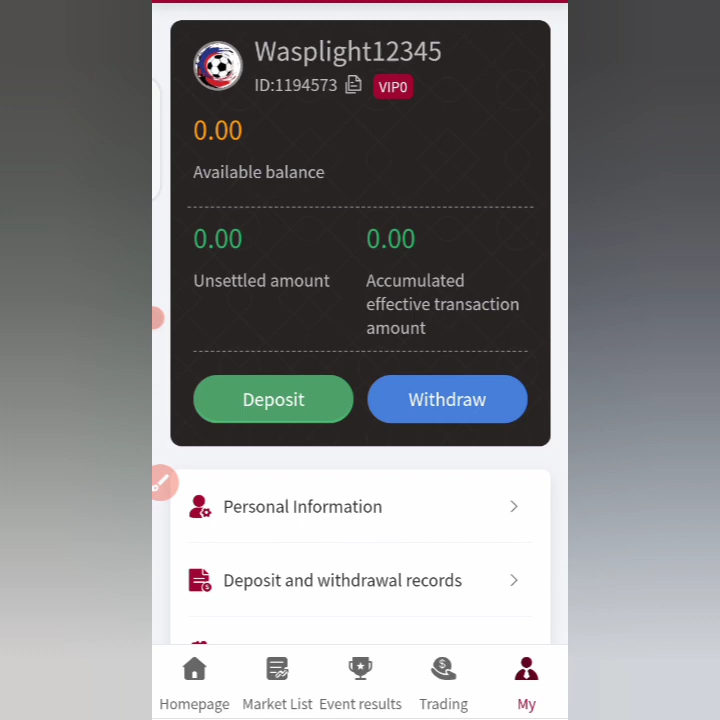 Wasplight12345
ID:1194573
VIP0
0.00
Available balance
0.00
Unsettled amount
0.00
Accumulated
effective transaction
amount
Deposit
Withdraw
Personal Information
Deposit and withdrawal records
Homepage
Market List
Event results
Trading
My